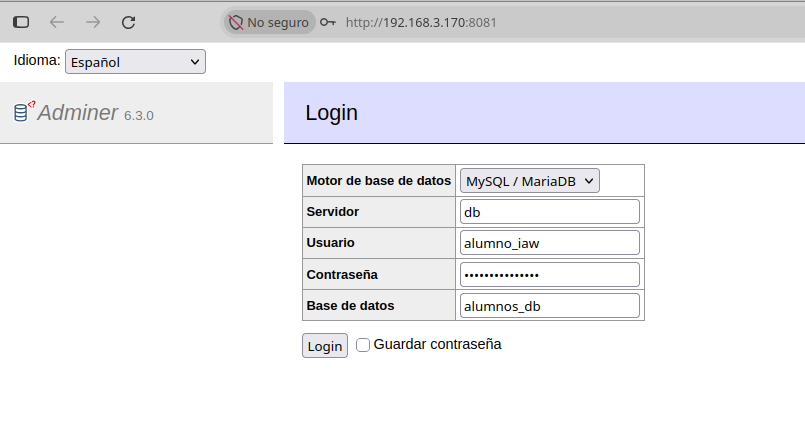 No seguro http://192.168.3.170:8081
Idioma: Español
Adminer 6.3.0
Login
Motor de base de datos MySQL / MariaDB
Servidor db
Usuario alumno_iaw
Contraseña •••••••••••••••
Base de datos alumnos_db
Login Guardar contraseña